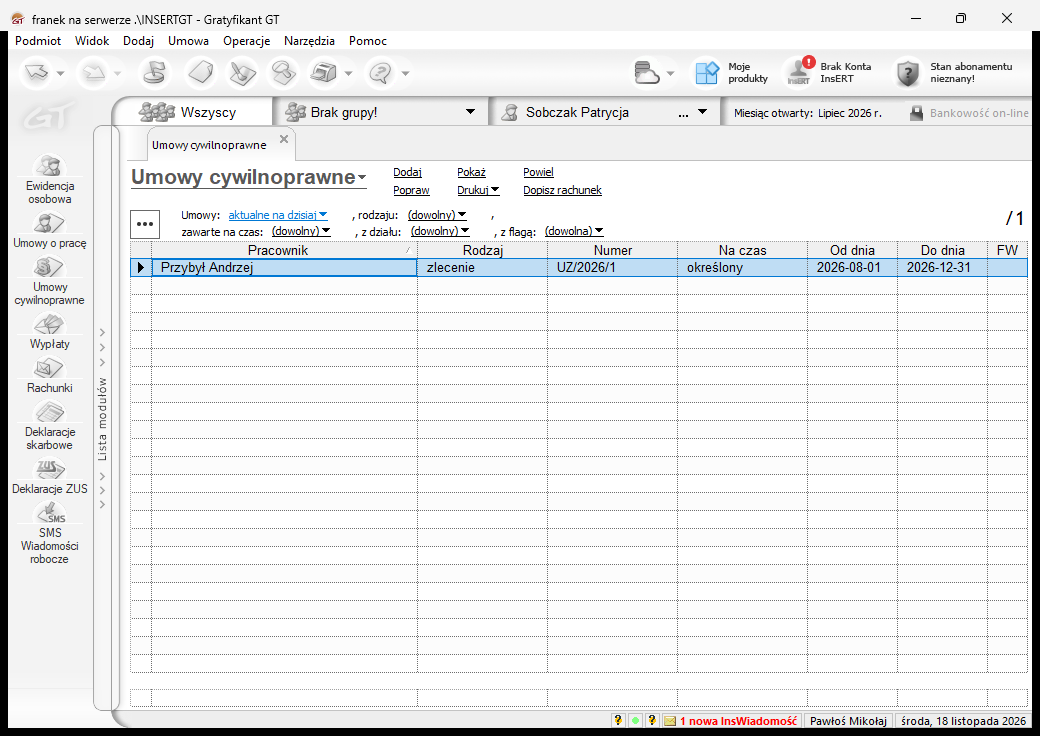 franek na serwerze .\INSERTGT - Gratyfikant GT
Podmiot Widok Dodaj Umowa Operacje Narzędzia Pomoc
Moje produkty
InsERT
Brak Konta InsERT
Stan abonamentu nieznany!
GT
Wszyscy
Brak grupy!
Sobczak Patrycja ...
Miesiąc otwarty: Lipiec 2026 r.
Bankowość on-line
Umowy cywilnoprawne
Umowy cywilnoprawne
Dodaj Pokaż Powiel
Popraw Drukuj Dopisz rachunek
Umowy: aktualne na dzisiaj , rodzaju: (dowolny) ,
zawarte na czas: (dowolny) , z działu: (dowolny) , z flagą: (dowolna)
/ 1
Pracownik Rodzaj Numer Na czas Od dnia Do dnia FW
Przybył Andrzej zlecenie UZ/2026/1 określony 2026-08-01 2026-12-31
Ewidencja
osobowa
Umowy o pracę
Umowy
cywilnoprawne
Wypłaty
Rachunki
Deklaracje
skarbowe
ZUS
Deklaracje ZUS
SMS
SMS
Wiadomości
robocze
Lista modułów
1 nowa InsWiadomość
Pawłoś Mikołaj
środa, 18 listopada 2026